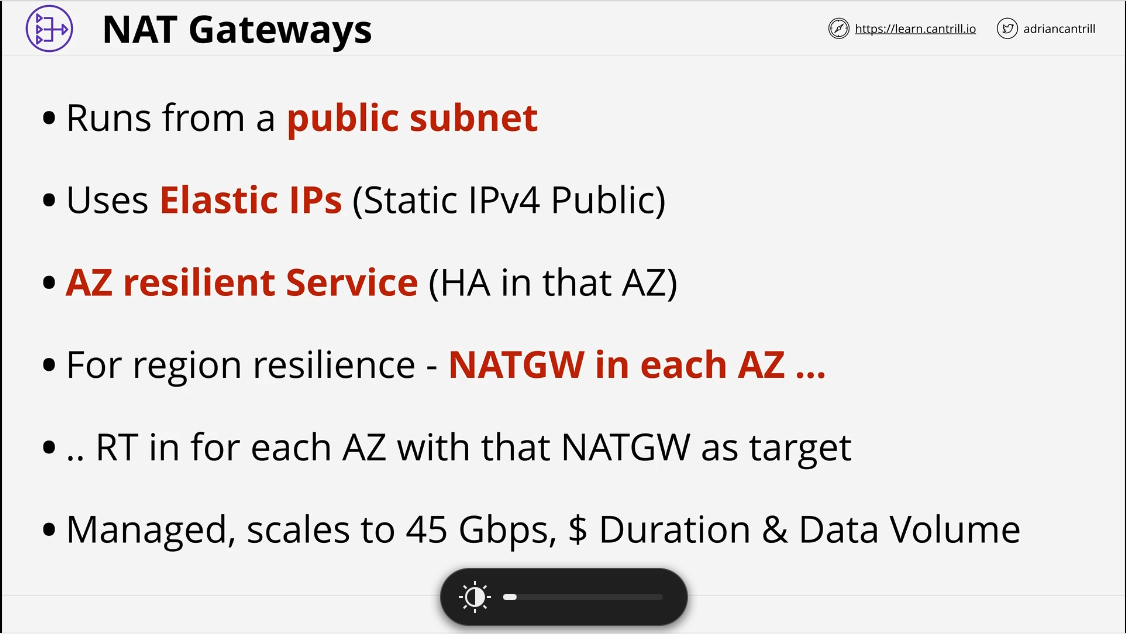 NAT Gateways
https://learn.cantrill.io
adriancantrill
• Runs from a public subnet
• Uses Elastic IPs (Static IPv4 Public)
• AZ resilient Service (HA in that AZ)
• For region resilience - NATGW in each AZ ...
• .. RT in for each AZ with that NATGW as target
• Managed, scales to 45 Gbps, $ Duration & Data Volume